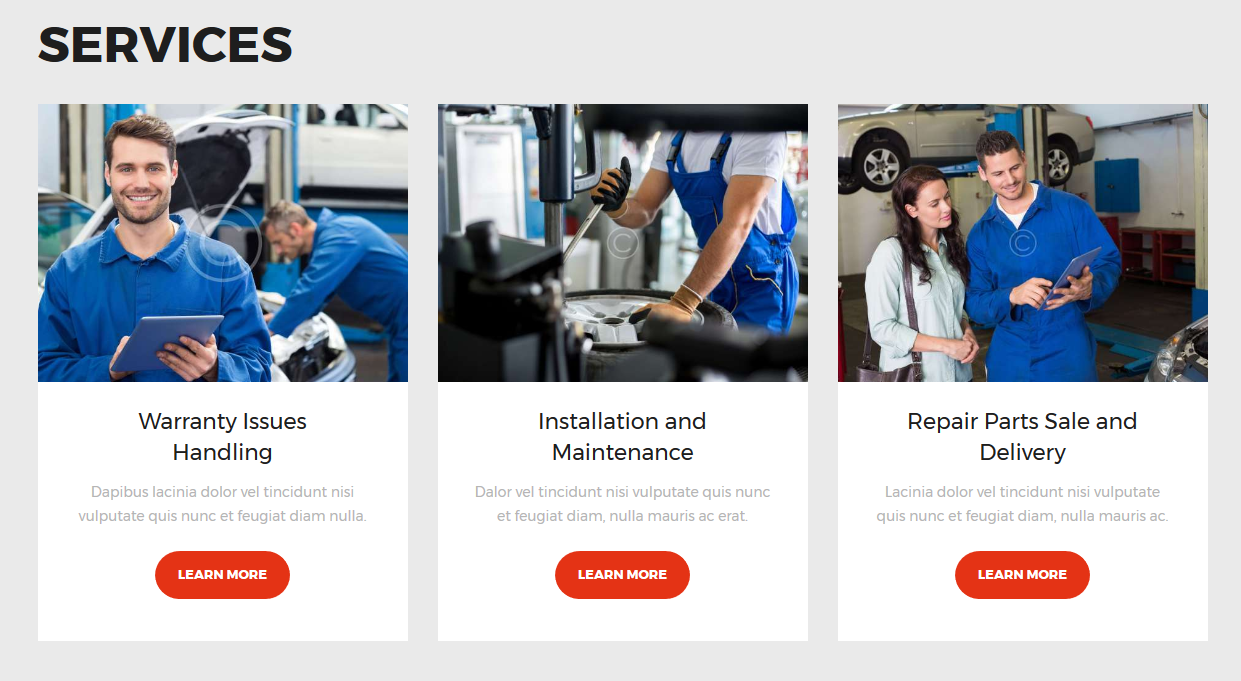 SERVICES
Warranty Issues
Handling
Dapibus lacinia dolor vel tincidunt nisi
vulputate quis nunc et feugiat diam nulla.
LEARN MORE
Installation and
Maintenance
Dalor vel tincidunt nisi vulputate quis nunc
et feugiat diam, nulla mauris ac erat.
LEARN MORE
Repair Parts Sale and
Delivery
Lacinia dolor vel tincidunt nisi vulputate
quis nunc et feugiat diam, nulla mauris ac.
LEARN MORE